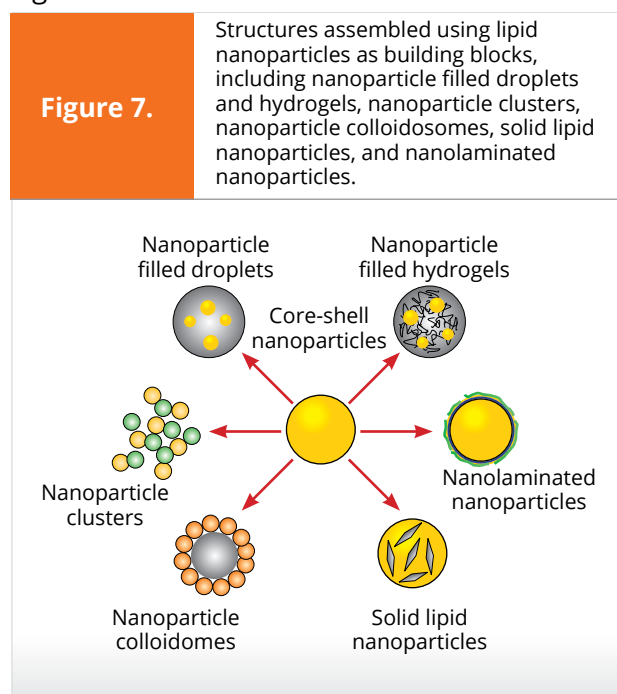 Figure 7.
Structures assembled using lipid
nanoparticles as building blocks,
including nanoparticle filled droplets
and hydrogels, nanoparticle clusters,
nanoparticle colloidosomes, solid lipid
nanoparticles, and nanolaminated
nanoparticles.
Nanoparticle
filled droplets
Nanoparticle
filled hydrogels
Core-shell
nanoparticles
Nanoparticle
clusters
Nanolaminated
nanoparticles
Nanoparticle
colloidomes
Solid lipid
nanoparticles